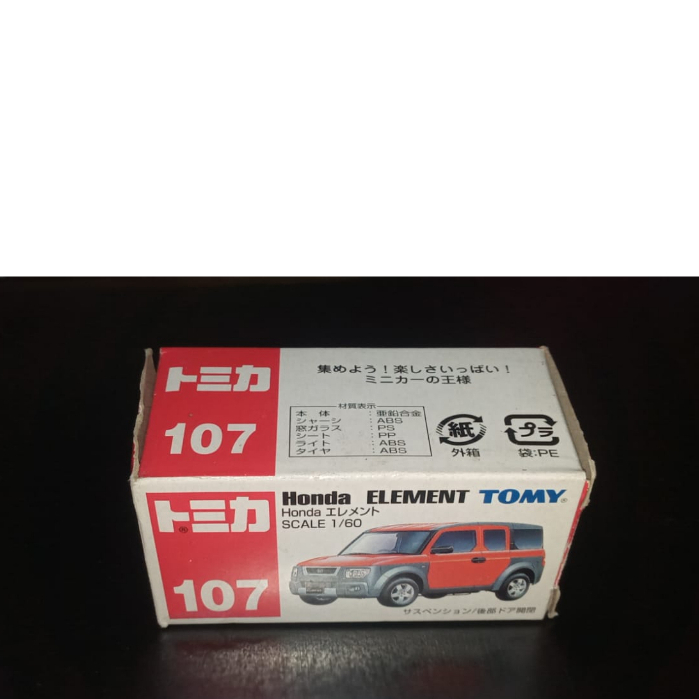 トミカ
107
集めよう！楽しさいっぱい！
ミニカーの王様
材質表示
本体：亜鉛合金
シャーシ：ABS
窓ガラス：PS
シート：PP
ライト：ABS
タイヤ：ABS
紙
外箱
プラ
袋:PE
トミカ
107
Honda ELEMENT TOMY®
Honda エレメント
SCALE 1/60
サスペンション/後部ドア開閉